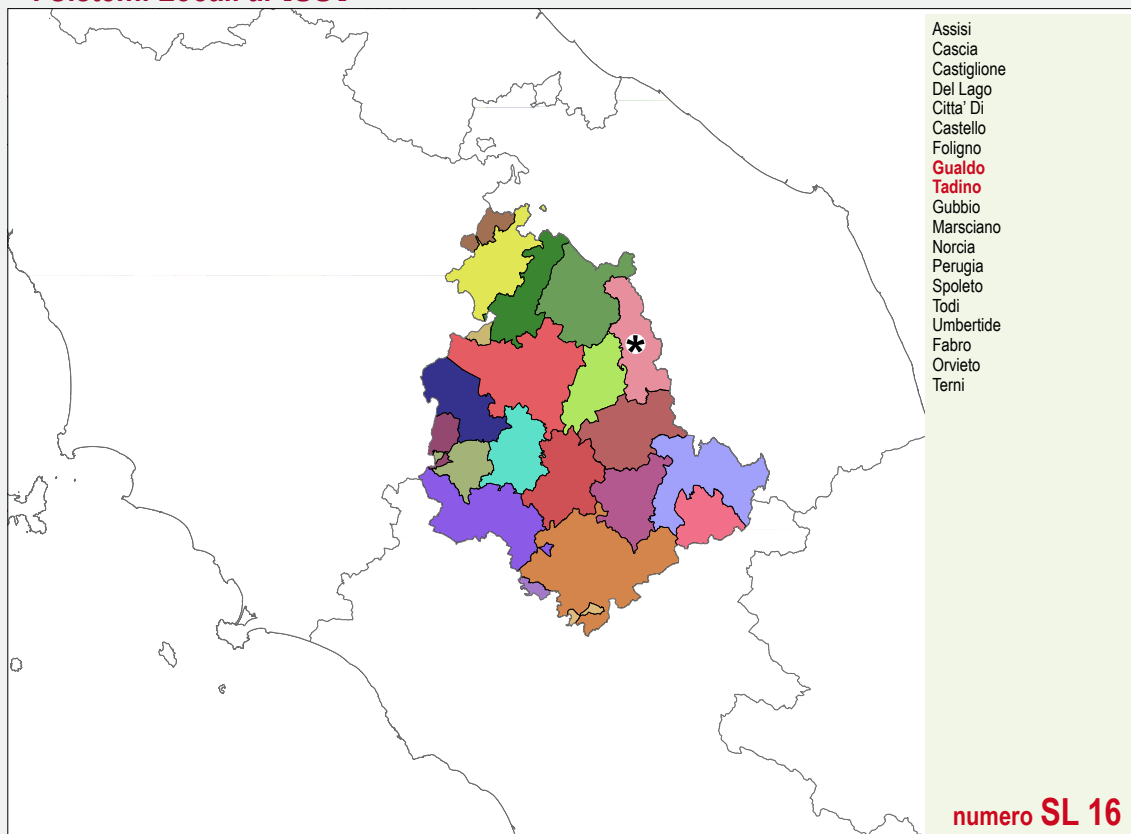 Assisi
Cascia
Castiglione
Del Lago
Citta' Di
Castello
Foligno
Gualdo
Tadino
Gubbio
Marsciano
Norcia
Perugia
Spoleto
Todi
Umbertide
Fabro
Orvieto
Terni
*
numero SL 16